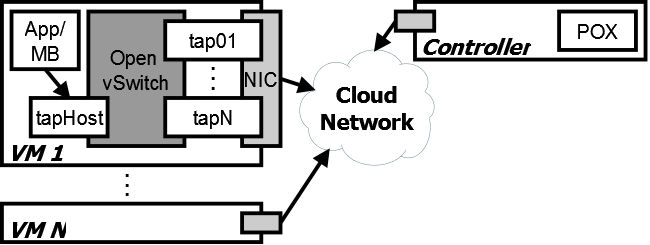 App/
MB
Open
vSwitch
tap01
⋮
NIC
tapHost
tapN
VM 1
⋮
VM N
Cloud
Network
Controller
POX